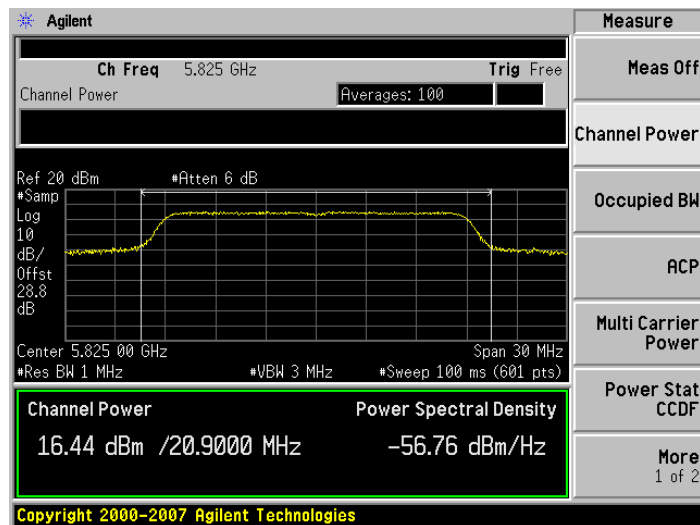 Agilent
Measure
Ch Freq 5.825 GHz Trig Free
Channel Power Averages: 100
Meas Off
Channel Power
Occupied BW
ACP
Multi Carrier
Power
Power Stat
CCDF
More
1 of 2
Ref 20 dBm #Atten 6 dB
#Samp
Log
10
dB/
Offst
28.8
dB
Center 5.825 00 GHz Span 30 MHz
#Res BW 1 MHz #VBW 3 MHz #Sweep 100 ms (601 pts)
Channel Power Power Spectral Density
16.44 dBm /20.9000 MHz -56.76 dBm/Hz
Copyright 2000-2007 Agilent Technologies